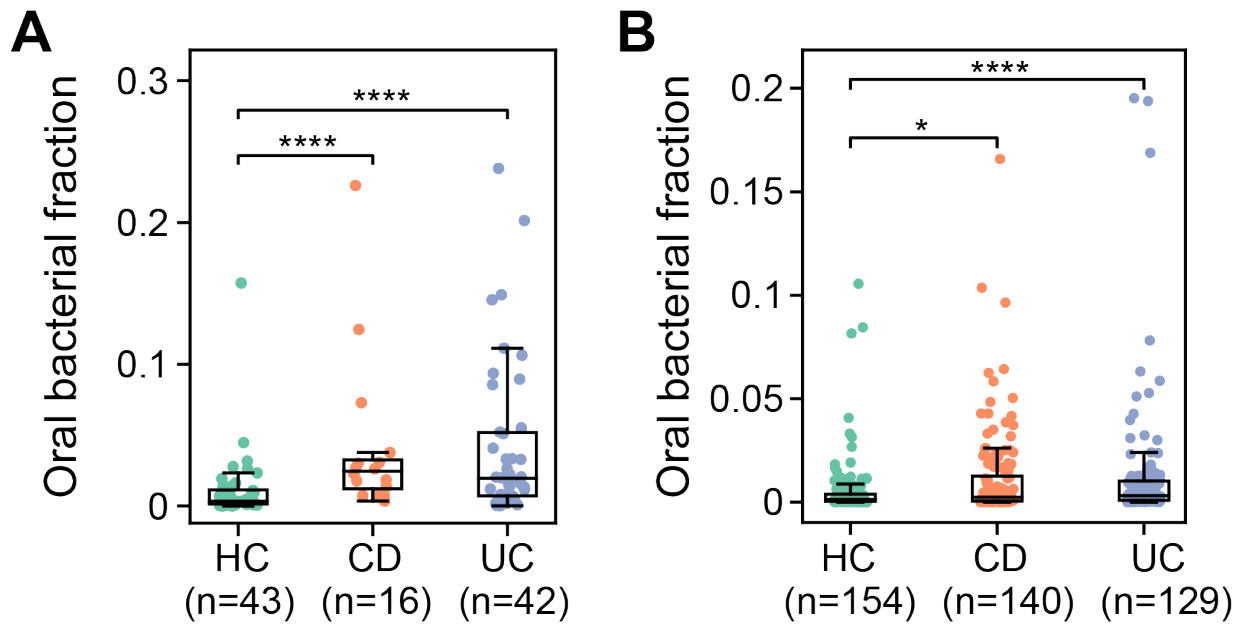 A
Oral bacterial fraction
0.3
0.2
0.1
0
****
****
HC
(n=43)
CD
(n=16)
UC
(n=42)
B
Oral bacterial fraction
0.2
0.15
0.1
0.05
0
****
*
HC
(n=154)
CD
(n=140)
UC
(n=129)